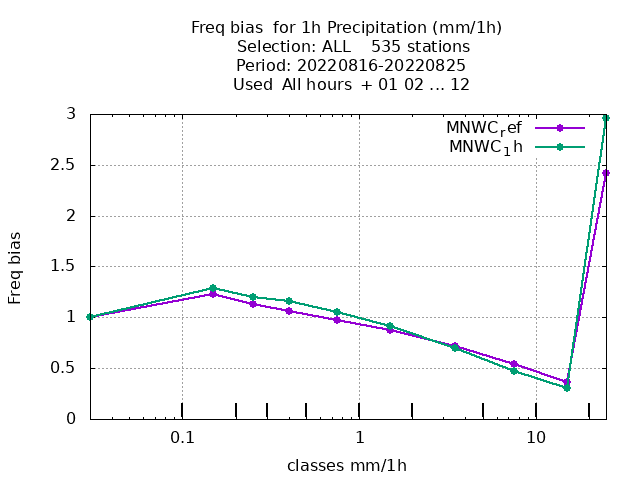 Freq bias  for 1h Precipitation (mm/1h)
Selection: ALL    535 stations
Period: 20220816-20220825
Used  All hours  + 01 02 ... 12
MNWC_ref
MNWC_1h
3
2.5
2
1.5
1
0.5
0
Freq bias
0.1 1 10
classes mm/1h